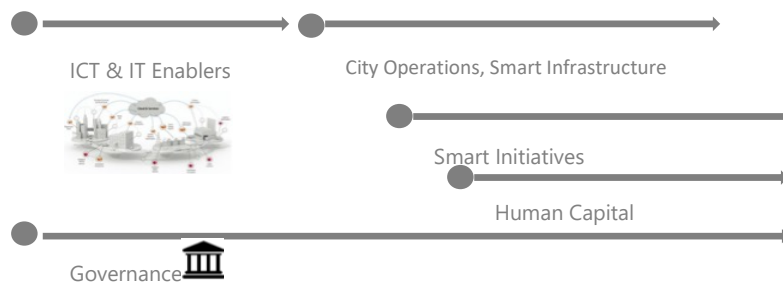 ICT & IT Enablers
City Operations, Smart Infrastructure
Smart Initiatives
Human Capital
Governance